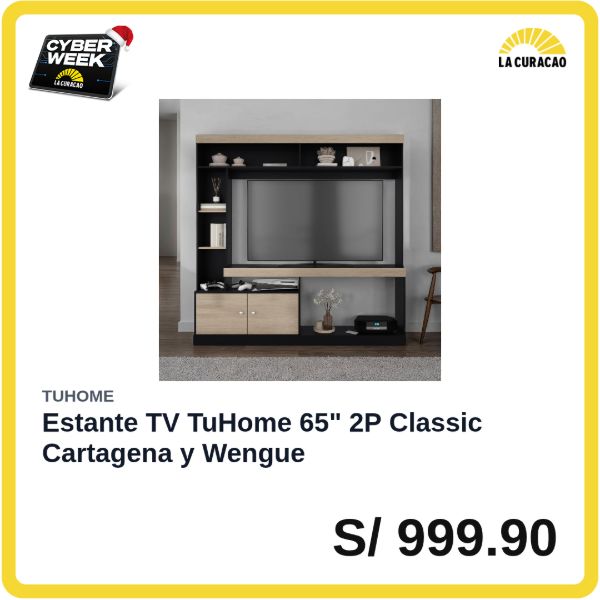 CYBER
WEEK
LA CURACAO
LA CURACAO
TUHOME
Estante TV TuHome 65" 2P Classic
Cartagena y Wengue
S/ 999.90